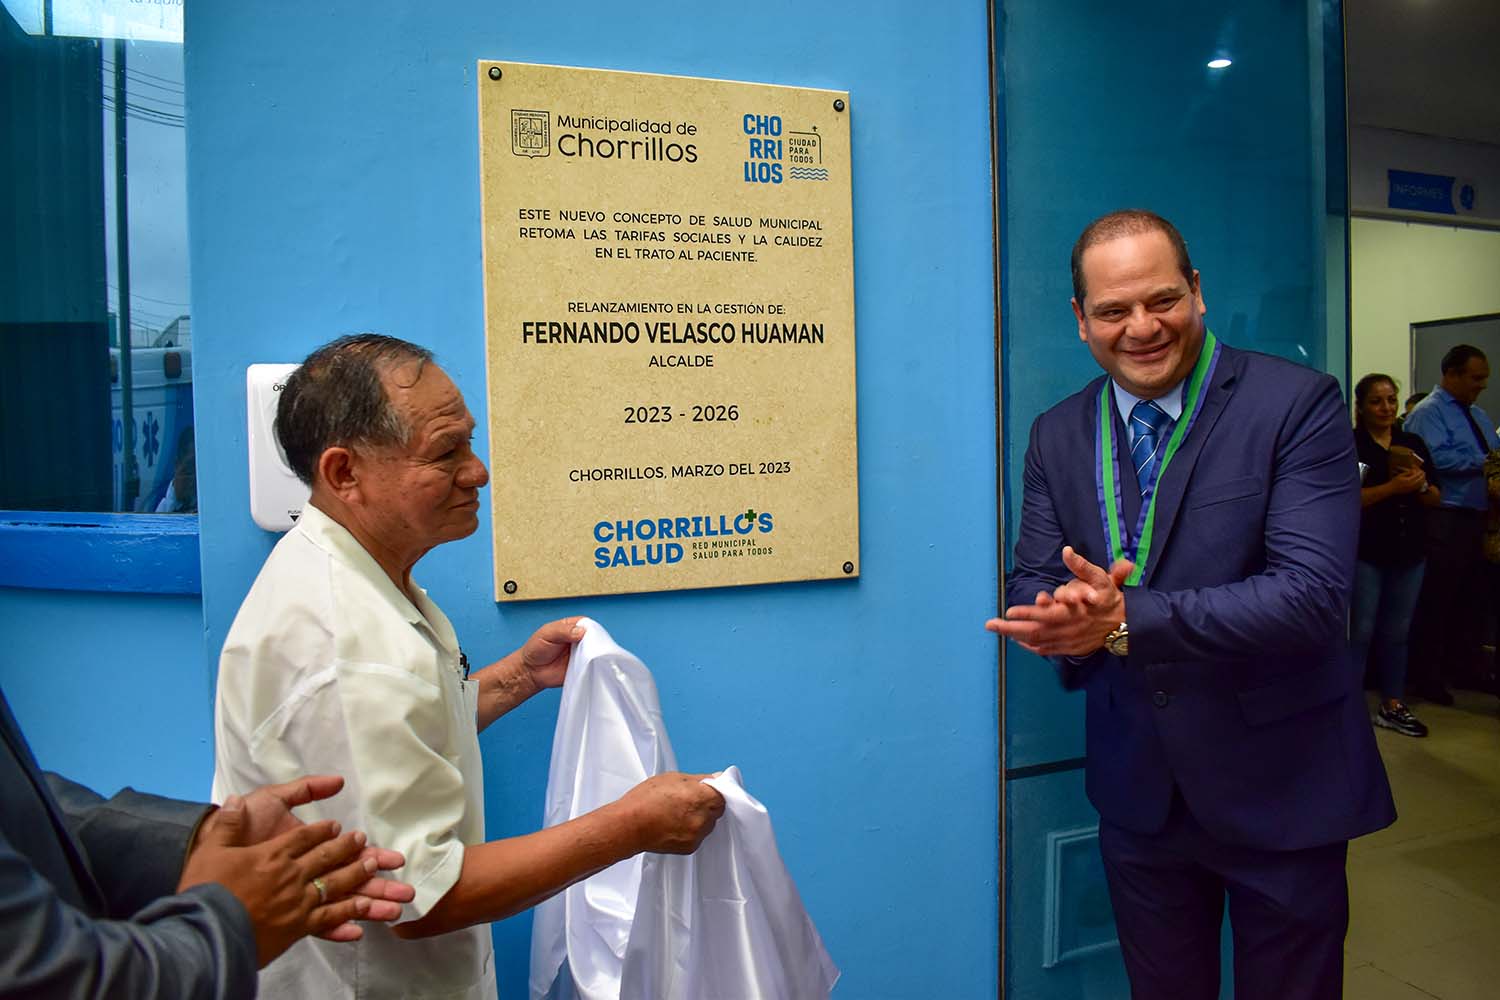 Municipalidad de
Chorrillos
CHO
RRI
LLOS
CIUDAD
PARA
TODOS
ESTE NUEVO CONCEPTO DE SALUD MUNICIPAL
RETOMA LAS TARIFAS SOCIALES Y LA CALIDEZ
EN EL TRATO AL PACIENTE.
RELANZAMIENTO EN LA GESTIÓN DE:
FERNANDO VELASCO HUAMAN
ALCALDE
2023 - 2026
CHORRILLOS, MARZO DEL 2023
CHORRILLOS
SALUD
RED MUNICIPAL
SALUD PARA TODOS
PUSH
INFORMES